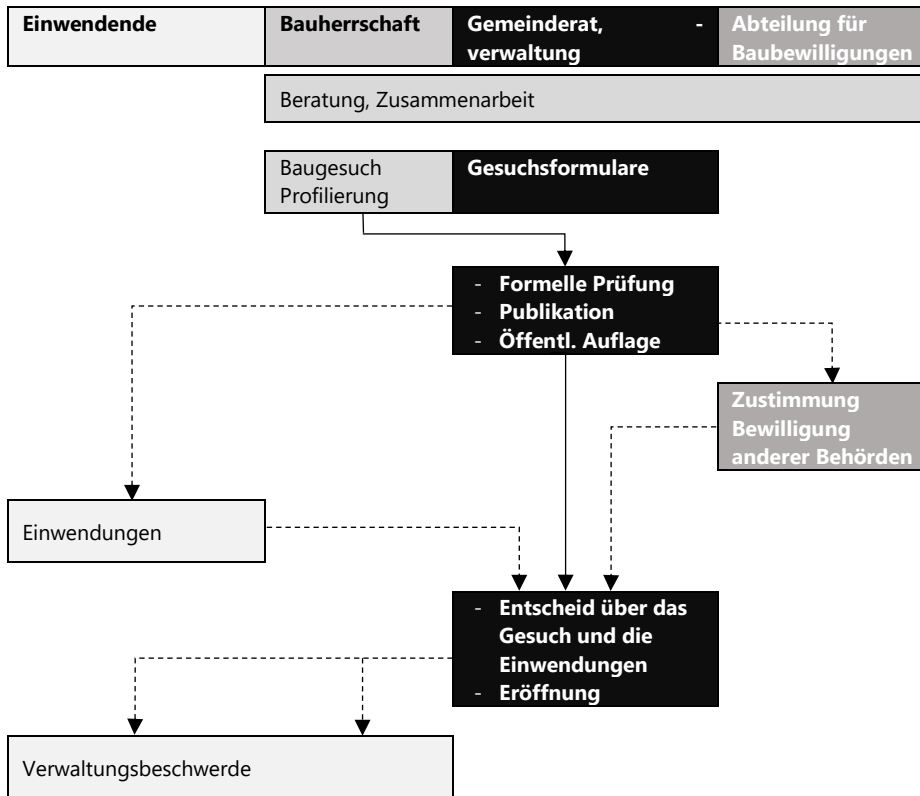 Einwendende
Bauherrschaft
Gemeinderat, -
verwaltung
Abteilung für
Baubewilligungen
Beratung, Zusammenarbeit
Baugesuch
Profilierung
Gesuchsformulare
- Formelle Prüfung
- Publikation
- Öffentl. Auflage
Zustimmung
Bewilligung
anderer Behörden
Einwendungen
- Entscheid über das
Gesuch und die
Einwendungen
- Eröffnung
Verwaltungsbeschwerde